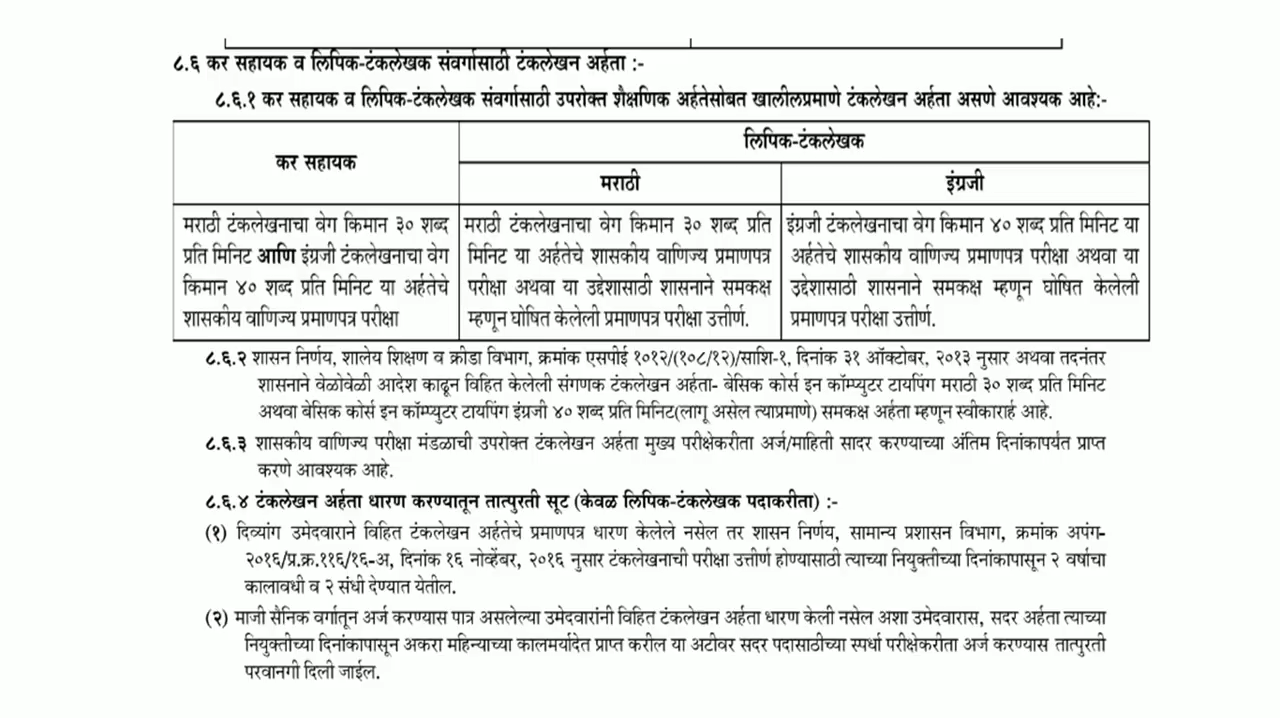 ८.६ कर सहायक व लिपिक-टंकलेखक संवर्गासाठी टंकलेखन अर्हता :-
८.६.१ कर सहायक व लिपिक-टंकलेखक संवर्गासाठी उपरोक्त शैक्षणिक अर्हतेसोबत खालीलप्रमाणे टंकलेखन अर्हता असणे आवश्यक आहे:-
कर सहायक
लिपिक-टंकलेखक
मराठी
इंग्रजी
मराठी टंकलेखनाचा वेग किमान ३० शब्द
प्रति मिनिट आणि इंग्रजी टंकलेखनाचा वेग
किमान ४० शब्द प्रति मिनिट या अर्हतेचे
शासकीय वाणिज्य प्रमाणपत्र परीक्षा
मराठी टंकलेखनाचा वेग किमान ३० शब्द प्रति
मिनिट या अर्हतेचे शासकीय वाणिज्य प्रमाणपत्र
परीक्षा अथवा या उद्देशासाठी शासनाने समकक्ष
म्हणून घोषित केलेली प्रमाणपत्र परीक्षा उत्तीर्ण.
इंग्रजी टंकलेखनाचा वेग किमान ४० शब्द प्रति मिनिट या
अर्हतेचे शासकीय वाणिज्य प्रमाणपत्र परीक्षा अथवा या
उद्देशासाठी शासनाने समकक्ष म्हणून घोषित केलेली
प्रमाणपत्र परीक्षा उत्तीर्ण.
८.६.२ शासन निर्णय, शालेय शिक्षण व क्रीडा विभाग, क्रमांक एसपीई १०१२/(१०८/१२)/साशि-१, दिनांक ३१ ऑक्टोबर, २०१३ नुसार अथवा तदनंतर
शासनाने वेळोवेळी आदेश काढून विहित केलेली संगणक टंकलेखन अर्हता- बेसिक कोर्स इन कॉम्प्युटर टायपिंग मराठी ३० शब्द प्रति मिनिट
अथवा बेसिक कोर्स इन कॉम्प्युटर टायपिंग इंग्रजी ४० शब्द प्रति मिनिट(लागू असेल त्याप्रमाणे) समकक्ष अर्हता म्हणून स्वीकारार्ह आहे.
८.६.३ शासकीय वाणिज्य परीक्षा मंडळाची उपरोक्त टंकलेखन अर्हता मुख्य परीक्षेकरीता अर्ज/माहिती सादर करण्याच्या अंतिम दिनांकापर्यंत प्राप्त
करणे आवश्यक आहे.
८.६.४ टंकलेखन अर्हता धारण करण्यातून तात्पुरती सूट (केवळ लिपिक-टंकलेखक पदाकरीता) :-
(१) दिव्यांग उमेदवाराने विहित टंकलेखन अर्हतेचे प्रमाणपत्र धारण केलेले नसेल तर शासन निर्णय, सामान्य प्रशासन विभाग, क्रमांक अपंग-
२०१६/प्र.क्र.११६/१६-अ, दिनांक १६ नोव्हेंबर, २०१६ नुसार टंकलेखनाची परीक्षा उत्तीर्ण होण्यासाठी त्याच्या नियुक्तीच्या दिनांकापासून २ वर्षाचा
कालावधी व २ संधी देण्यात येतील.
(२) माजी सैनिक वर्गातून अर्ज करण्यास पात्र असलेल्या उमेदवारांनी विहित टंकलेखन अर्हता धारण केली नसेल अशा उमेदवारास, सदर अर्हता त्याच्या
नियुक्तीच्या दिनांकापासून अकरा महिन्याच्या कालमर्यादेत प्राप्त करील या अटीवर सदर पदासाठीच्या स्पर्धा परीक्षेकरीता अर्ज करण्यास तात्पुरती
परवानगी दिली जाईल.